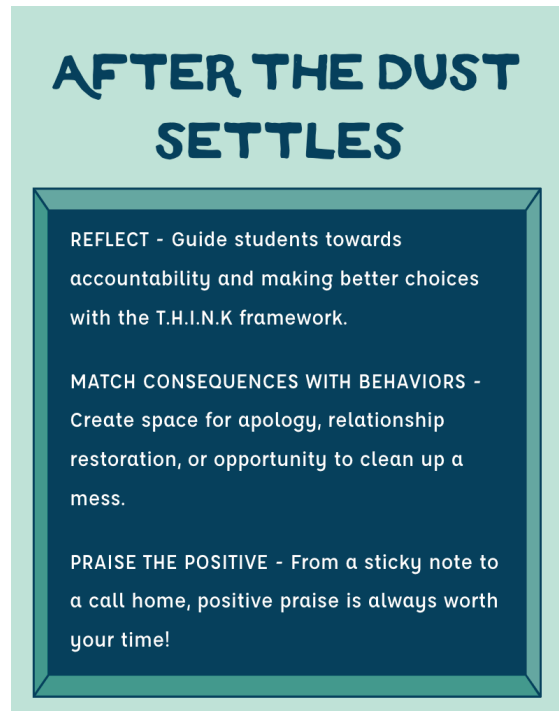 AFTER THE DUST
SETTLES
REFLECT - Guide students towards
accountability and making better choices
with the T.H.I.N.K framework.
MATCH CONSEQUENCES WITH BEHAVIORS -
Create space for apology, relationship
restoration, or opportunity to clean up a
mess.
PRAISE THE POSITIVE - From a sticky note to
a call home, positive praise is always worth
your time!